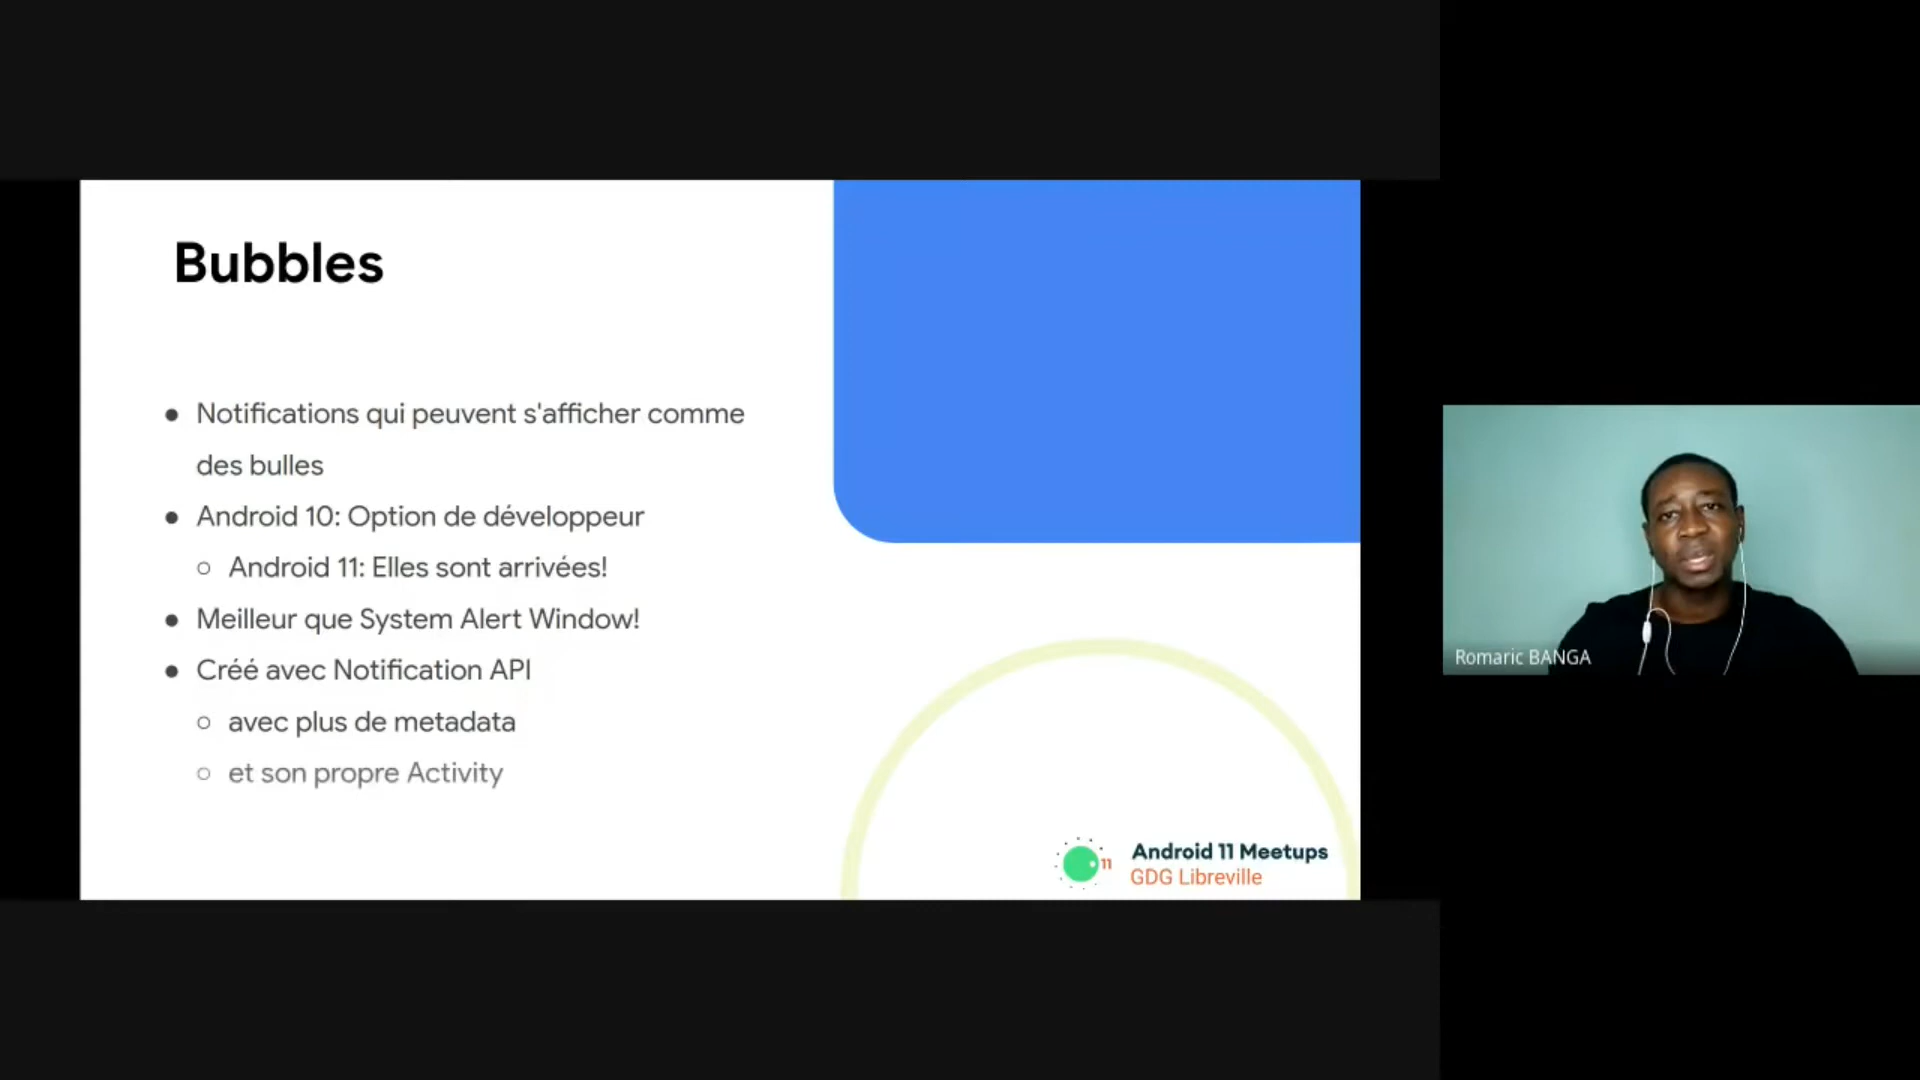 Bubbles
● Notifications qui peuvent s'afficher comme
des bulles
● Android 10: Option de développeur
○ Android 11: Elles sont arrivées!
● Meilleur que System Alert Window!
● Créé avec Notification API
○ avec plus de metadata
○ et son propre Activity
11
Android 11 Meetups
GDG Libreville
Romaric BANGA